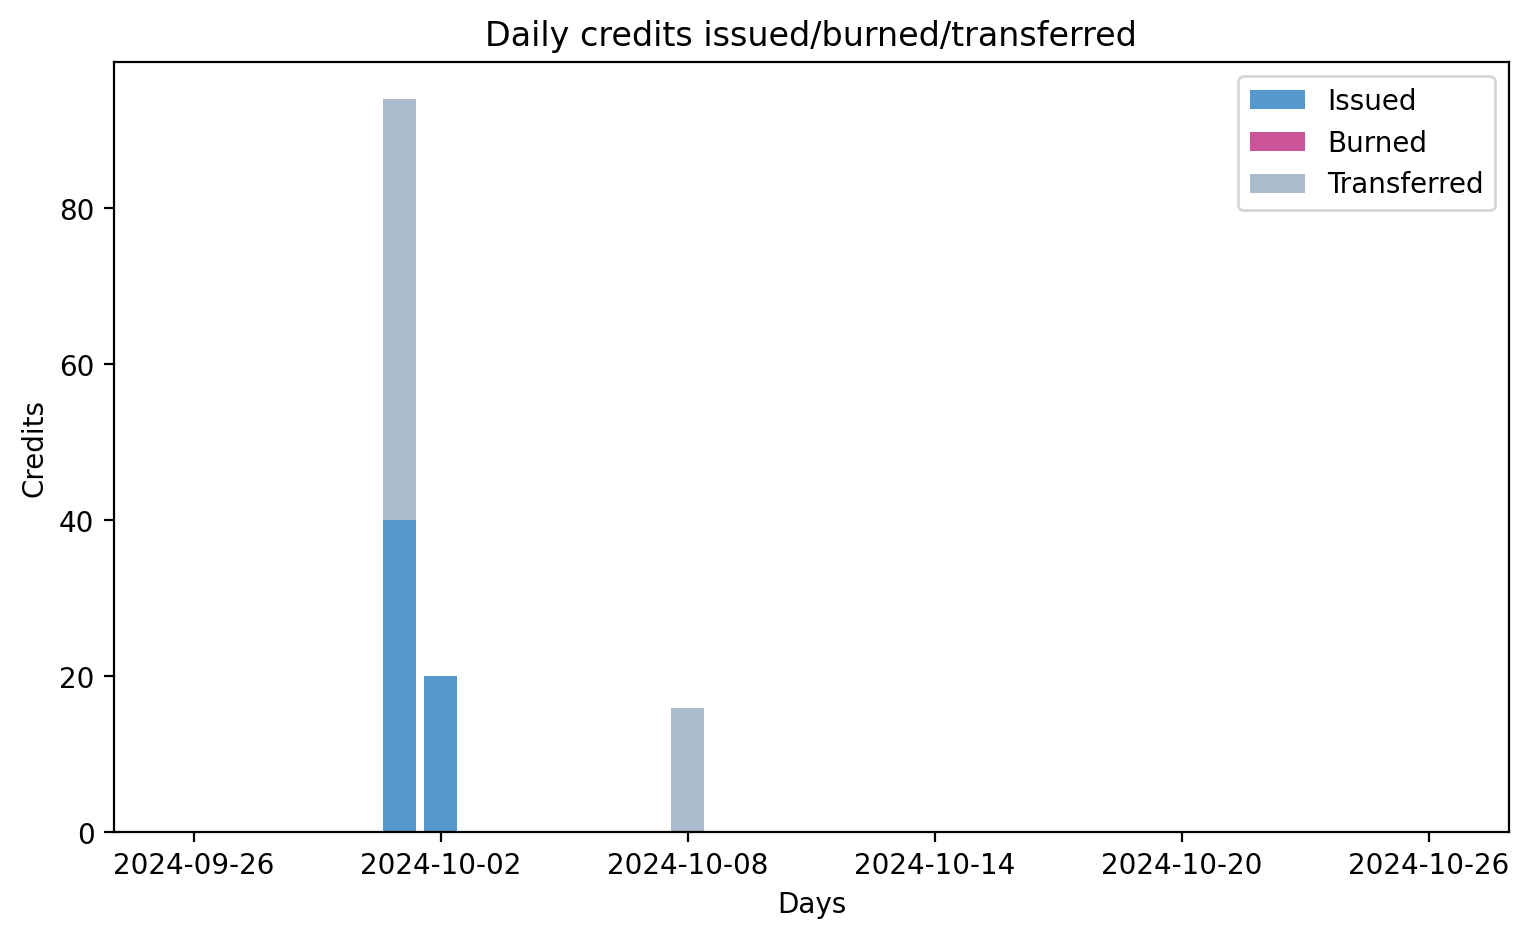 Daily credits issued/burned/transferred
Issued
Burned
Transferred
Credits
80
60
40
20
0
2024-09-26 2024-10-02 2024-10-08 2024-10-14 2024-10-20 2024-10-26
Days